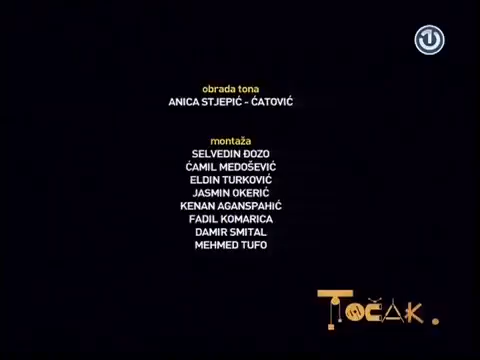 1
obrada tona
ANICA STJEPIĆ - ĆATOVIĆ
montaža
SELVEDIN ĐOZO
ĆAMIL MEDOŠEVIĆ
ELDIN TURKOVIĆ
JASMIN OKERIĆ
KENAN AGANSPAHIĆ
FADIL KOMARICA
DAMIR SMITAL
MEHMED TUFO
TOČAK.